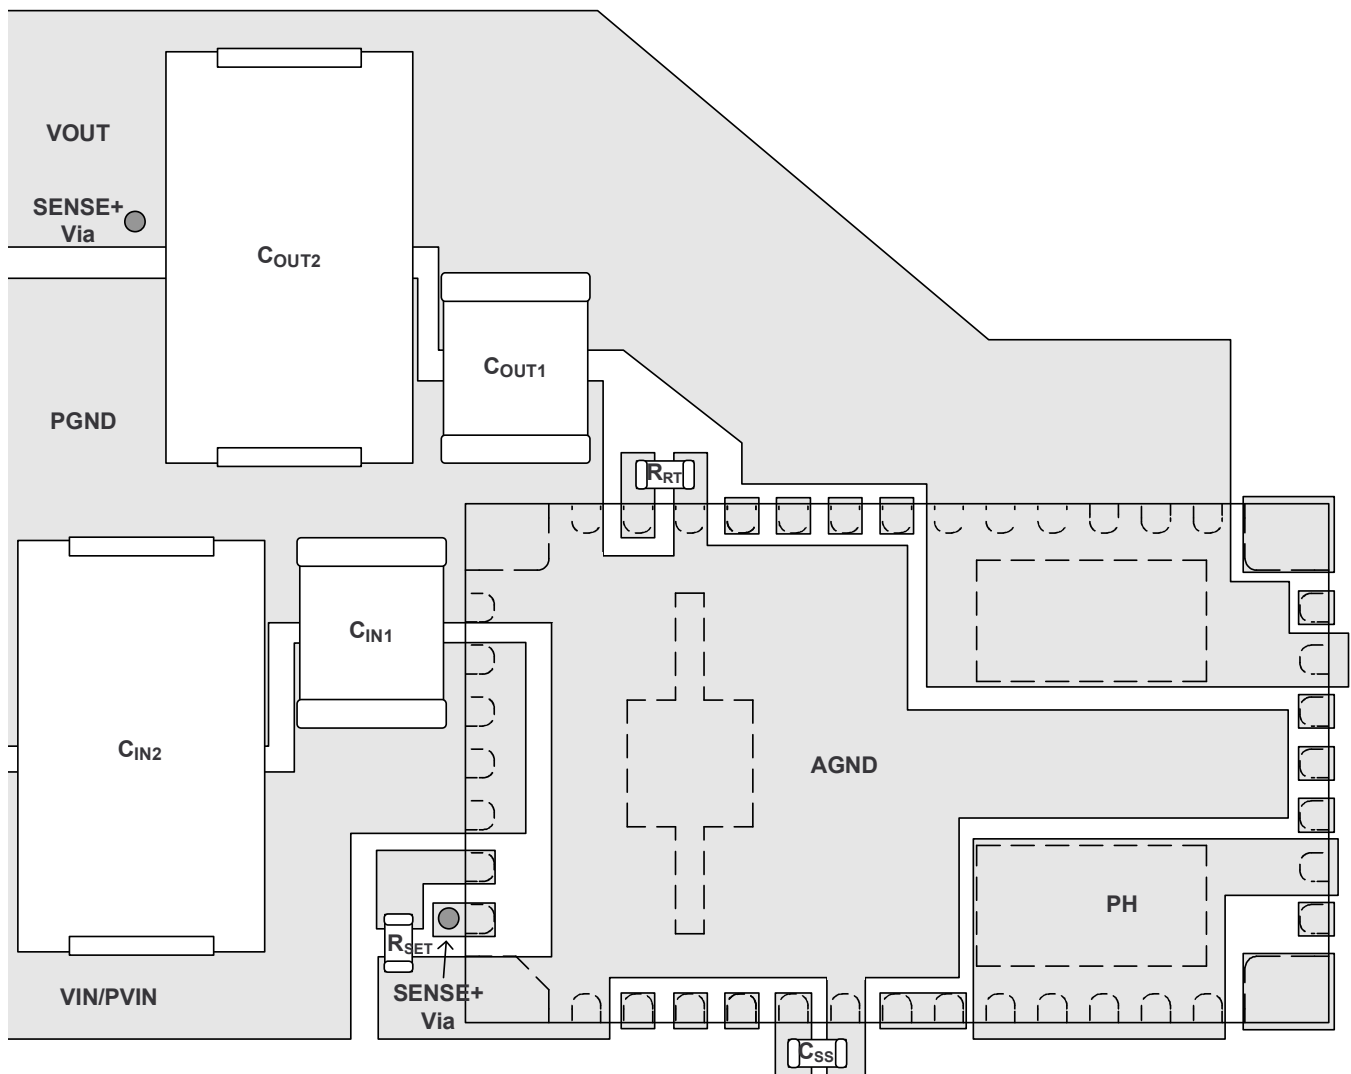 VOUT
SENSE+
Via
COUT2
COUT1
PGND
RRT
CIN1
CIN2
AGND
PH
RSET
VIN/PVIN
SENSE+
Via
CSS